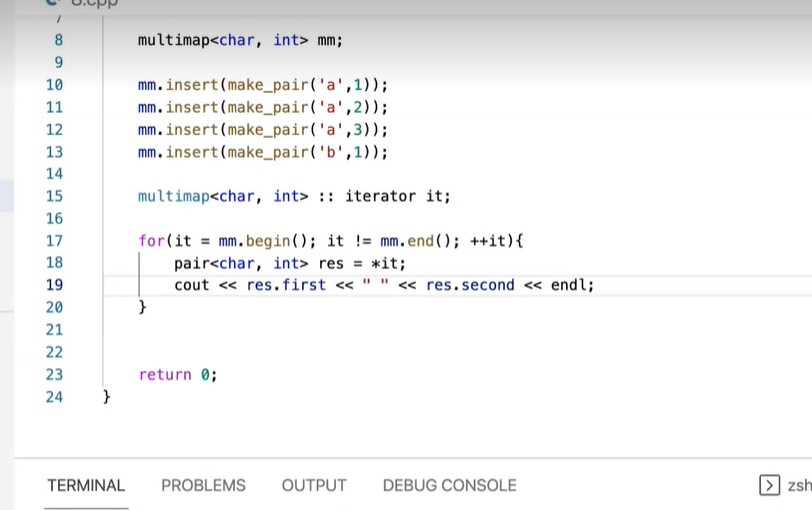 8.cpp
7
8 multimap<char, int> mm;
9
10 mm.insert(make_pair('a',1));
11 mm.insert(make_pair('a',2));
12 mm.insert(make_pair('a',3));
13 mm.insert(make_pair('b',1));
14
15 multimap<char, int> :: iterator it;
16
17 for(it = mm.begin(); it != mm.end(); ++it){
18 pair<char, int> res = *it;
19 cout << res.first << " " << res.second << endl;
20 }
21
22
23 return 0;
24 }
TERMINAL PROBLEMS OUTPUT DEBUG CONSOLE zsh